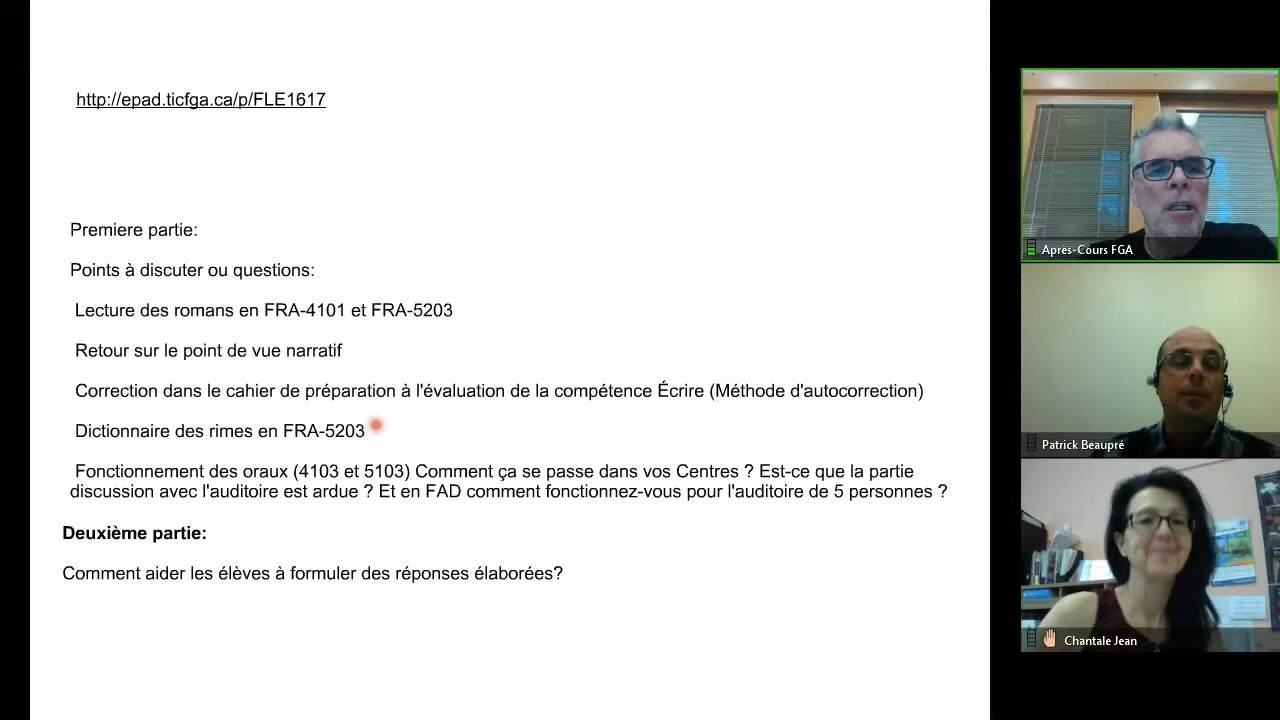 http://epad.ticfga.ca/p/FLE1617
Premiere partie:
Points à discuter ou questions:
Lecture des romans en FRA-4101 et FRA-5203
Retour sur le point de vue narratif
Correction dans le cahier de préparation à l'évaluation de la compétence Écrire (Méthode d'autocorrection)
Dictionnaire des rimes en FRA-5203
Fonctionnement des oraux (4103 et 5103) Comment ça se passe dans vos Centres ? Est-ce que la partie
discussion avec l'auditoire est ardue ? Et en FAD comment fonctionnez-vous pour l'auditoire de 5 personnes ?
Deuxième partie:
Comment aider les élèves à formuler des réponses élaborées?
Après-Cours FGA
Patrick Beaupré
Chantale Jean